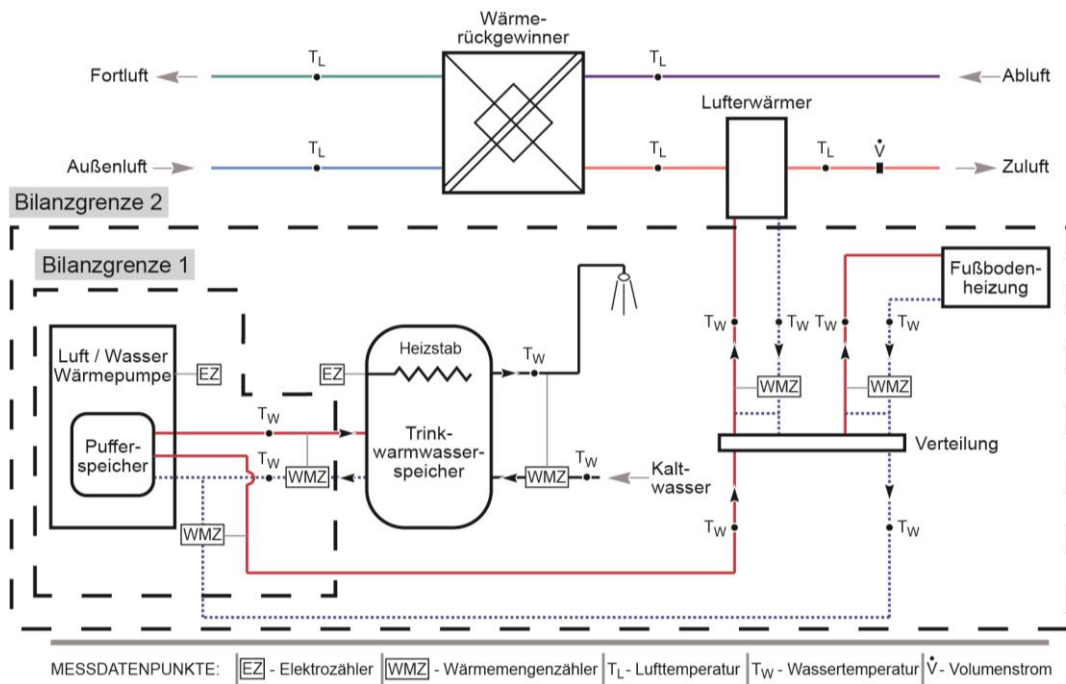 Wärme-
rückgewinner
Fortluft
T_L
T_L
Abluft
Lufterwärmer
Außenluft
T_L
T_L
T_L
V̇
Zuluft
Bilanzgrenze 2
Bilanzgrenze 1
Fußboden-
heizung
T_W
T_W
T_W
T_W
Luft / Wasser
Wärmepumpe
EZ
EZ
Heizstab
T_W
WMZ
WMZ
T_W
Puffer-
speicher
Trink-
warmwasser-
speicher
Verteilung
T_W
WMZ
WMZ
T_W
Kalt-
wasser
WMZ
T_W
T_W
MESSDATENPUNKTE:
EZ - Elektrozähler
WMZ - Wärmemengenzähler
T_L - Lufttemperatur
T_W - Wassertemperatur
V̇ - Volumenstrom